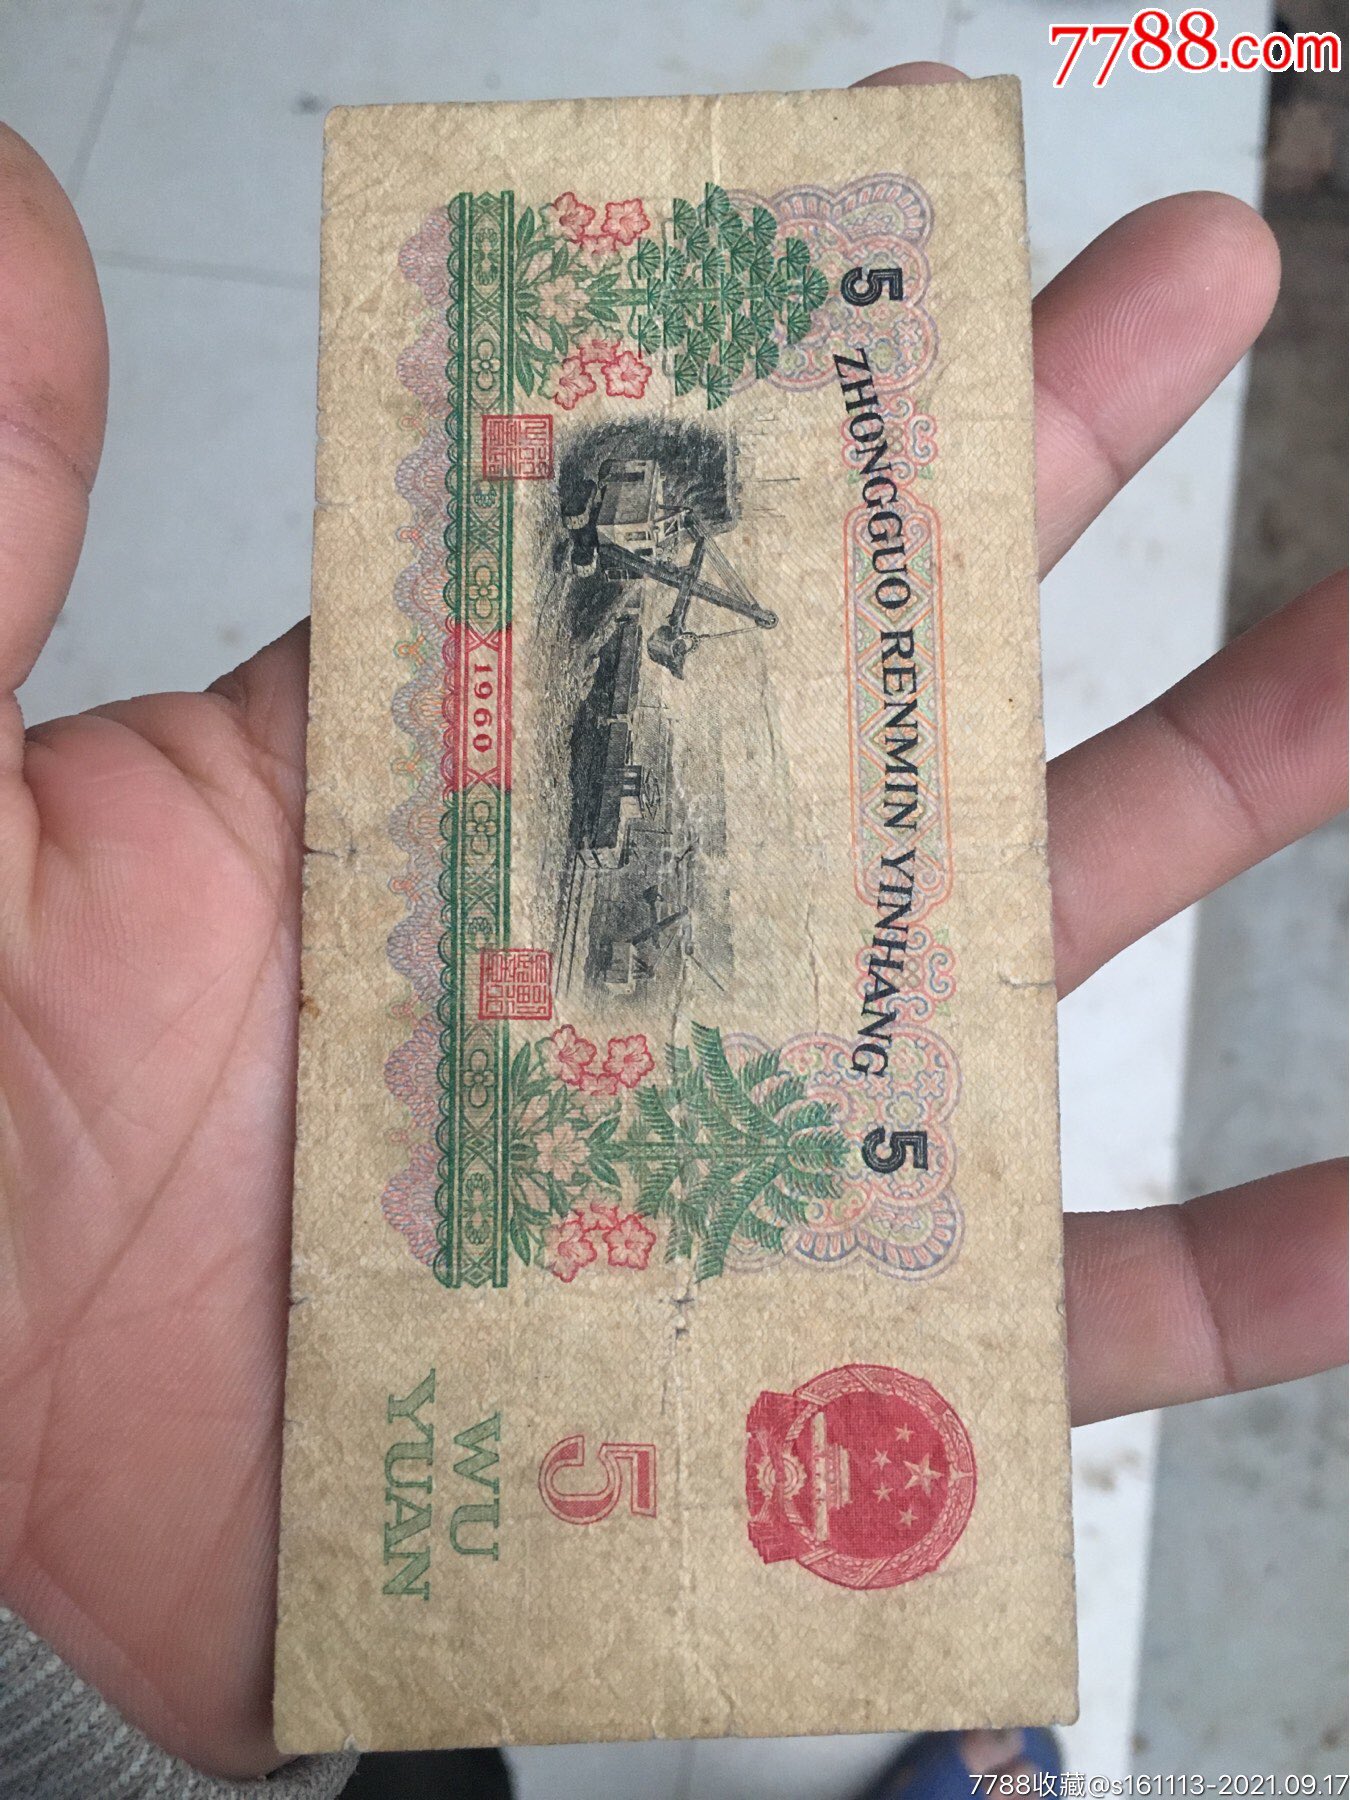 7788.com
5 ZHONGGUO RENMIN YINHANG 5
1960
5
WU
YUAN
7788收藏@s161113-2021.09.17